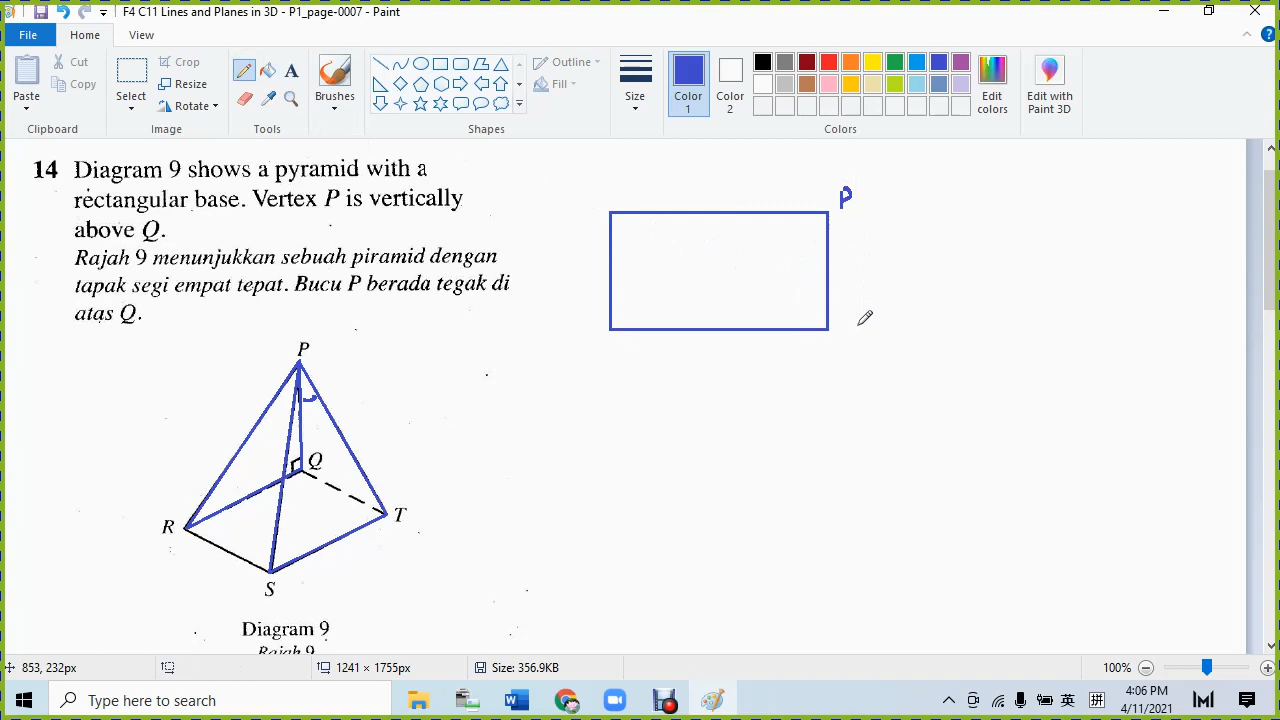 F4 C11 Lines and Planes in 3D - P1_page-0007 - Paint
File
Home
View
Paste
Cut
Copy
Clipboard
Select
Crop
Resize
Rotate
Image
A
Tools
Brushes
Outline
Fill
Shapes
Size
Color 1
Color 2
Edit colors
Edit with Paint 3D
Colors
14 Diagram 9 shows a pyramid with a
rectangular base. Vertex P is vertically
above Q.
Rajah 9 menunjukkan sebuah piramid dengan
tapak segi empat tepat. Bucu P berada tegak di
atas Q.
P
P
Q
R
T
S
Diagram 9
Rajah 9
853, 232px
1241 × 1755px
Size: 356.9KB
100%
Type here to search
英
拼
4:06 PM
4/11/2021